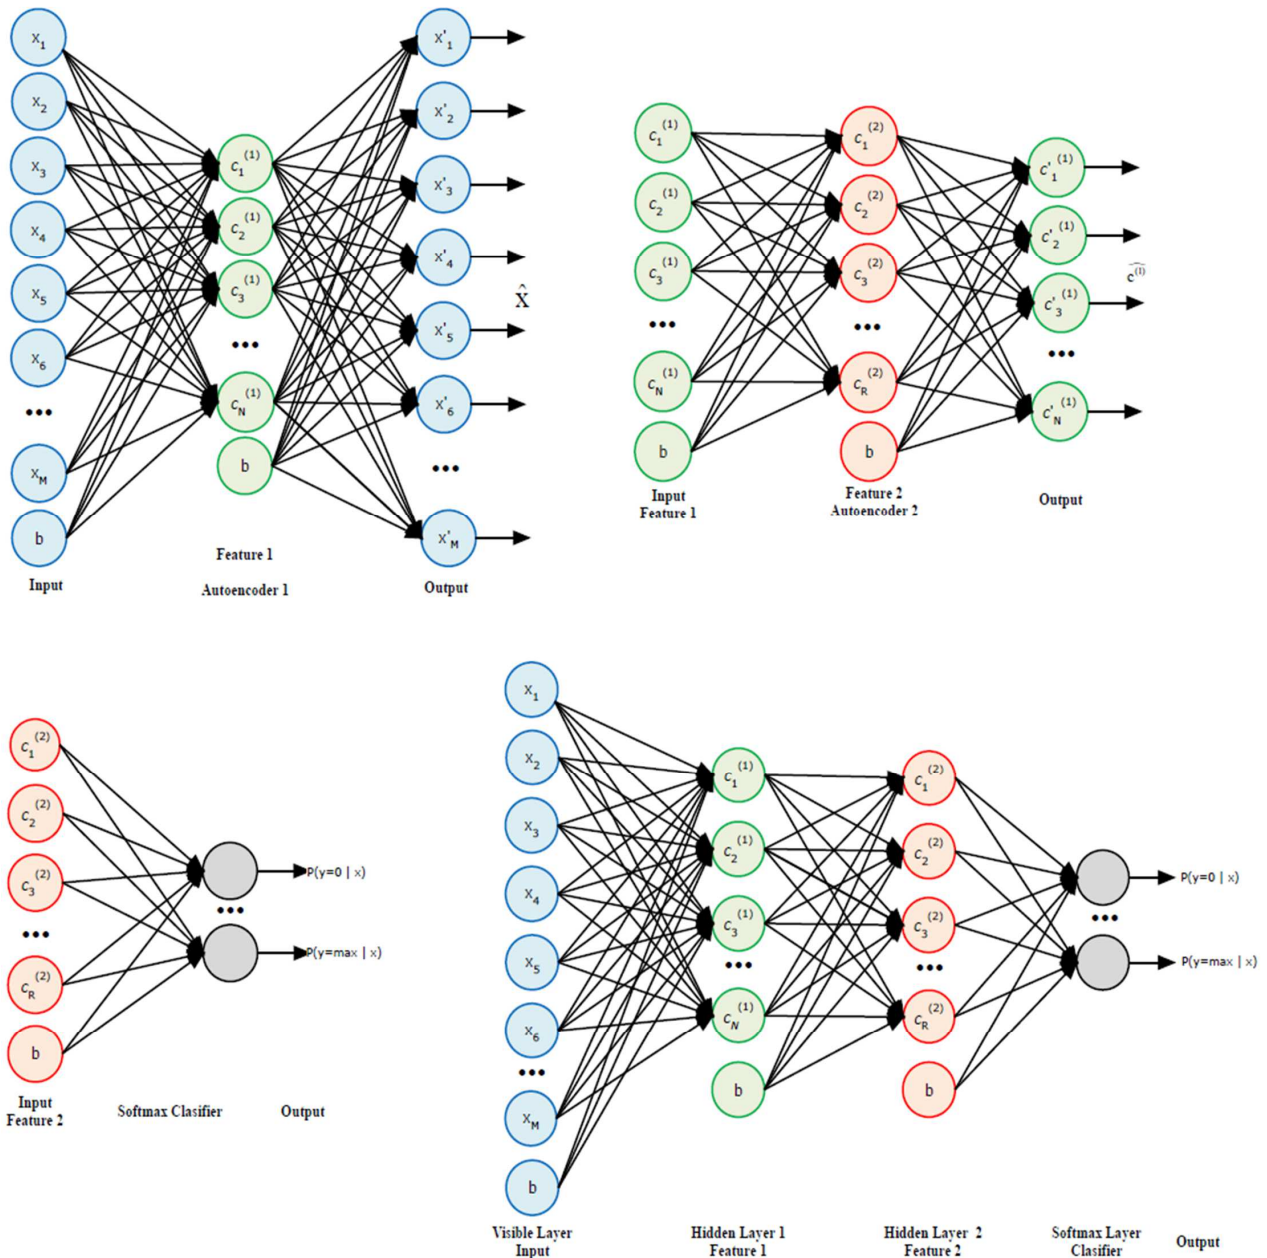 x1
x2
x3
x4
x5
x6
•••
xM
b
Input
c1(1)
c2(1)
c3(1)
•••
cN(1)
b
Feature 1
Autoencoder 1
x'1
x'2
x'3
x'4
x'5
x'6
•••
x'M
Output
X̂
c1(1)
c2(1)
c3(1)
•••
cN(1)
b
Input
Feature 1
c1(2)
c2(2)
c3(2)
•••
cR(2)
b
Feature 2
Autoencoder 2
c'1(1)
c'2(1)
c'3(1)
•••
c'N(1)
Output
ĉ(1)
c1(2)
c2(2)
c3(2)
•••
cR(2)
b
Input
Feature 2
•••
Softmax Clasifier
P(y=0 | x)
P(y=max | x)
Output
x1
x2
x3
x4
x5
x6
•••
xM
b
Visible Layer
Input
c1(1)
c2(1)
c3(1)
•••
cN(1)
b
Hidden Layer 1
Feature 1
c1(2)
c2(2)
c3(2)
•••
cR(2)
b
Hidden Layer 2
Feature 2
•••
Softmax Layer
Clasifier
P(y=0 | x)
P(y=max | x)
Output